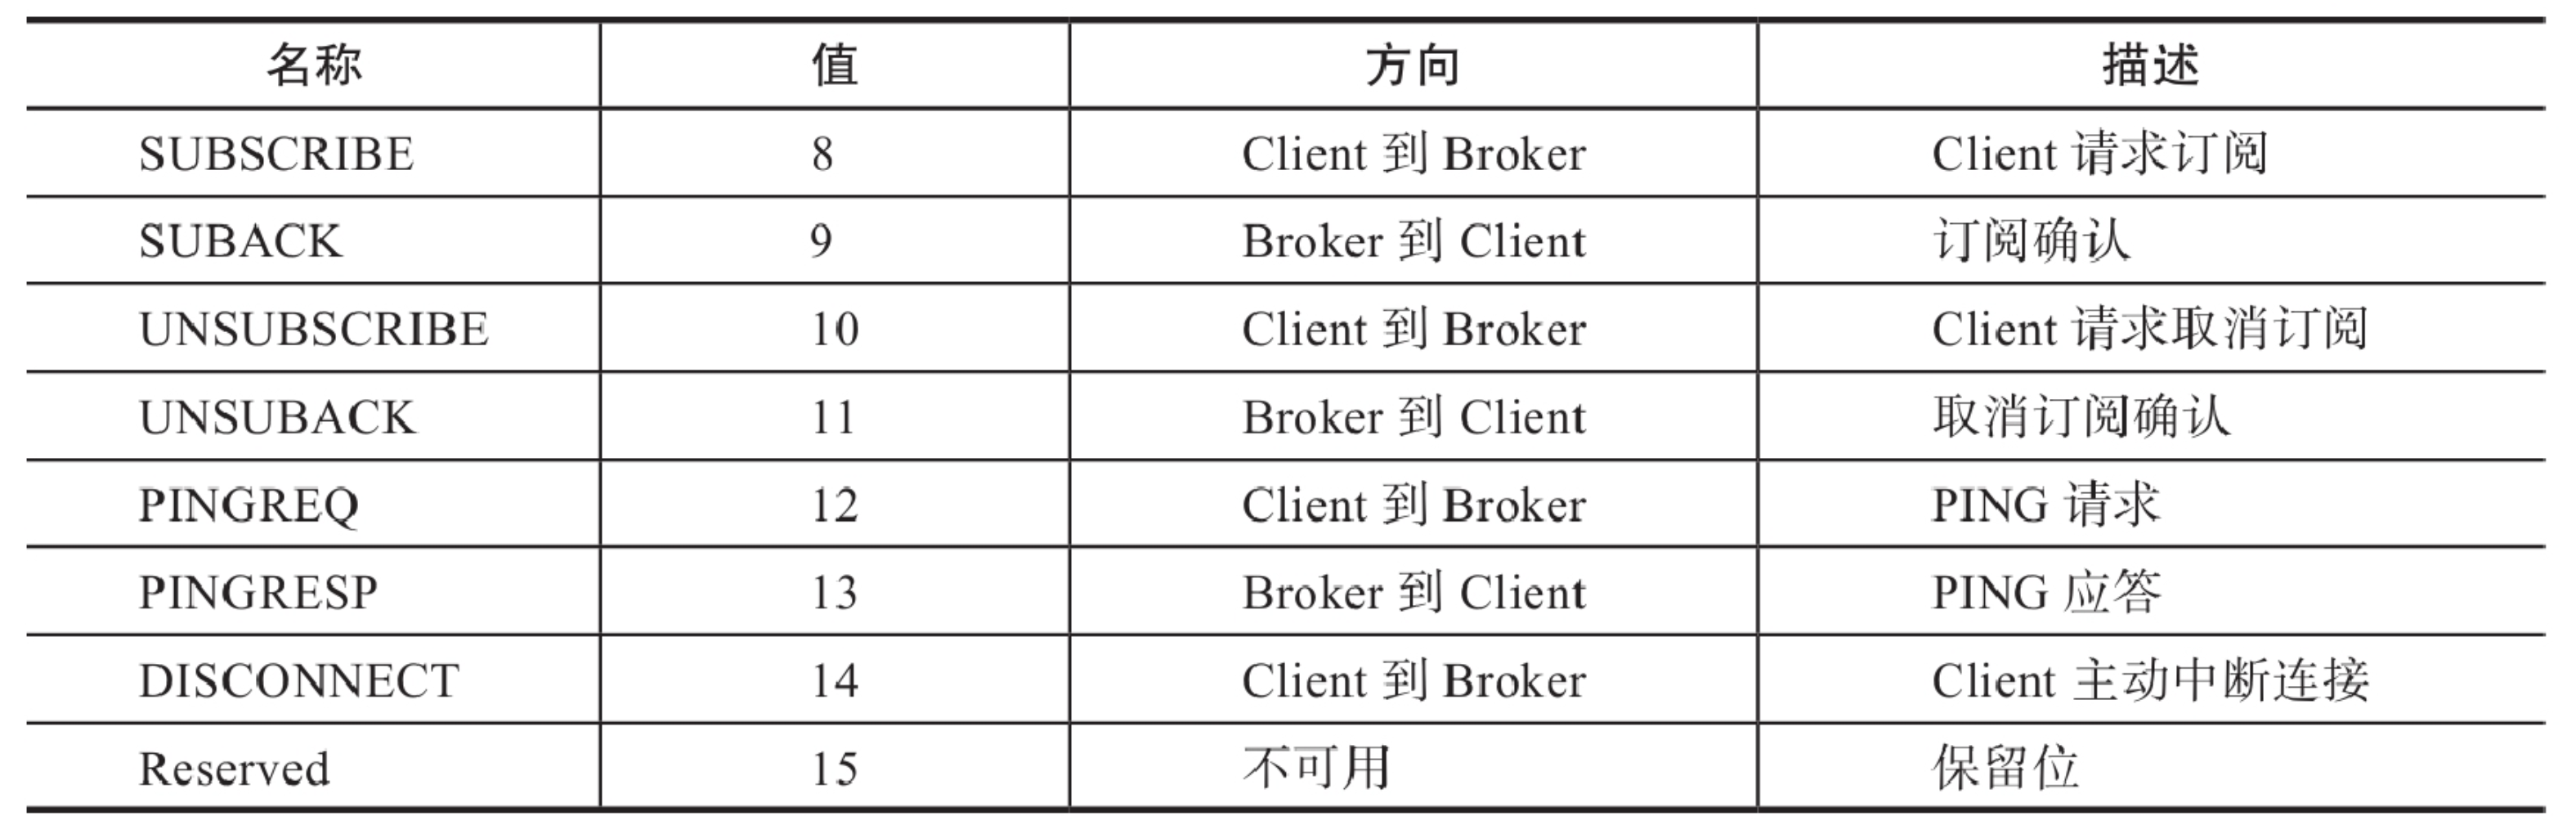 名称 值 方向 描述
SUBSCRIBE 8 Client 到 Broker Client 请求订阅
SUBACK 9 Broker 到 Client 订阅确认
UNSUBSCRIBE 10 Client 到 Broker Client 请求取消订阅
UNSUBACK 11 Broker 到 Client 取消订阅确认
PINGREQ 12 Client 到 Broker PING 请求
PINGRESP 13 Broker 到 Client PING 应答
DISCONNECT 14 Client 到 Broker Client 主动中断连接
Reserved 15 不可用 保留位